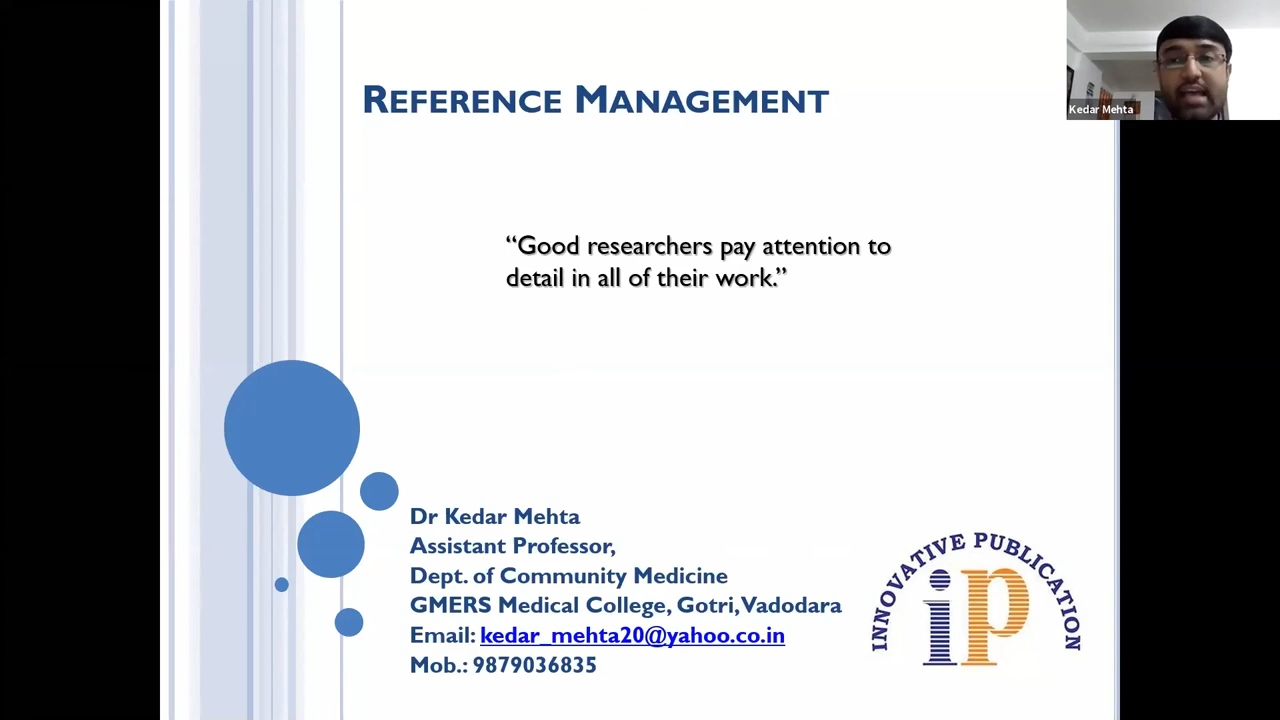 REFERENCE MANAGEMENT
Kedar Mehta
“Good researchers pay attention to
detail in all of their work.”
Dr Kedar Mehta
Assistant Professor,
Dept. of Community Medicine
GMERS Medical College, Gotri, Vadodara
Email: kedar_mehta20@yahoo.co.in
Mob.: 9879036835
INNOVATIVE PUBLICATION
ip